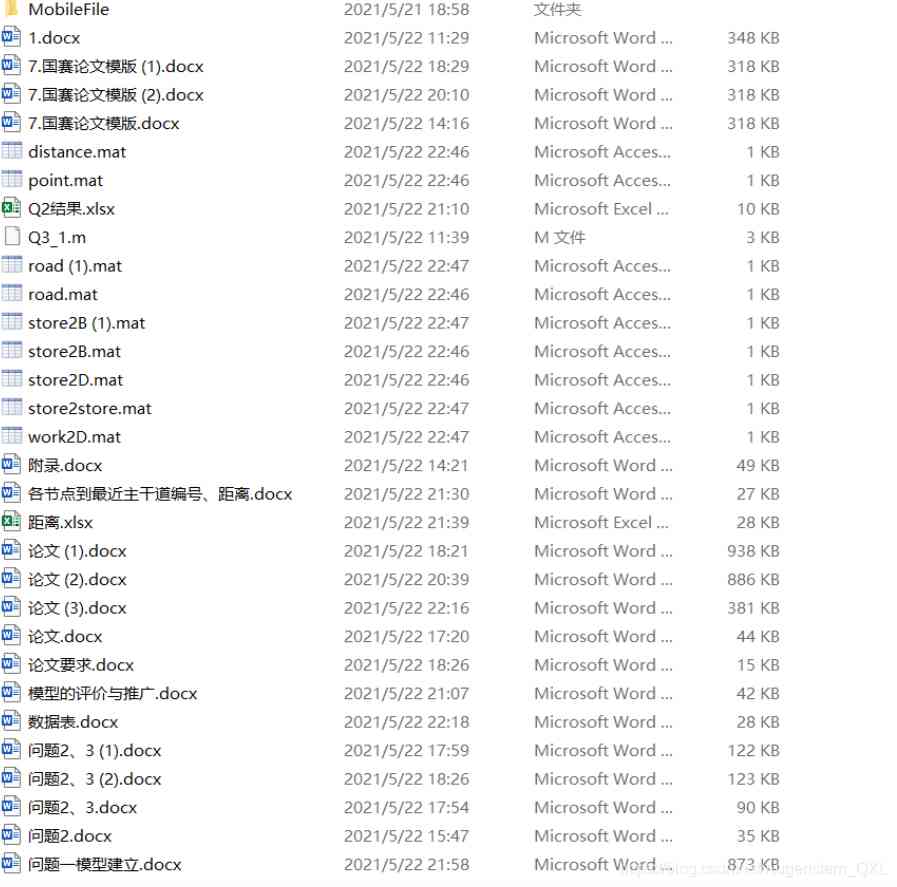 MobileFile 2021/5/21 18:58 文件夹
1.docx 2021/5/22 11:29 Microsoft Word ... 348 KB
7.国赛论文模版 (1).docx 2021/5/22 18:29 Microsoft Word ... 318 KB
7.国赛论文模版 (2).docx 2021/5/22 20:10 Microsoft Word ... 318 KB
7.国赛论文模版.docx 2021/5/22 14:16 Microsoft Word ... 318 KB
distance.mat 2021/5/22 22:46 Microsoft Acces... 1 KB
point.mat 2021/5/22 22:46 Microsoft Acces... 1 KB
Q2结果.xlsx 2021/5/22 21:10 Microsoft Excel ... 10 KB
Q3_1.m 2021/5/22 11:39 M 文件 3 KB
road (1).mat 2021/5/22 22:47 Microsoft Acces... 1 KB
road.mat 2021/5/22 22:46 Microsoft Acces... 1 KB
store2B (1).mat 2021/5/22 22:47 Microsoft Acces... 1 KB
store2B.mat 2021/5/22 22:46 Microsoft Acces... 1 KB
store2D.mat 2021/5/22 22:46 Microsoft Acces... 1 KB
store2store.mat 2021/5/22 22:47 Microsoft Acces... 1 KB
work2D.mat 2021/5/22 22:47 Microsoft Acces... 1 KB
附录.docx 2021/5/22 14:21 Microsoft Word ... 49 KB
各节点到最近主干道编号、距离.docx 2021/5/22 21:30 Microsoft Word ... 27 KB
距离.xlsx 2021/5/22 21:39 Microsoft Excel ... 28 KB
论文 (1).docx 2021/5/22 18:21 Microsoft Word ... 938 KB
论文 (2).docx 2021/5/22 20:39 Microsoft Word ... 886 KB
论文 (3).docx 2021/5/22 22:16 Microsoft Word ... 381 KB
论文.docx 2021/5/22 17:20 Microsoft Word ... 44 KB
论文要求.docx 2021/5/22 18:26 Microsoft Word ... 15 KB
模型的评价与推广.docx 2021/5/22 21:07 Microsoft Word ... 42 KB
数据表.docx 2021/5/22 22:18 Microsoft Word ... 28 KB
问题2、3 (1).docx 2021/5/22 17:59 Microsoft Word ... 122 KB
问题2、3 (2).docx 2021/5/22 18:26 Microsoft Word ... 123 KB
问题2、3.docx 2021/5/22 17:54 Microsoft Word ... 90 KB
问题2.docx 2021/5/22 15:47 Microsoft Word ... 35 KB
问题一模型建立.docx 2021/5/22 21:58 Microsoft Word ... 873 KB